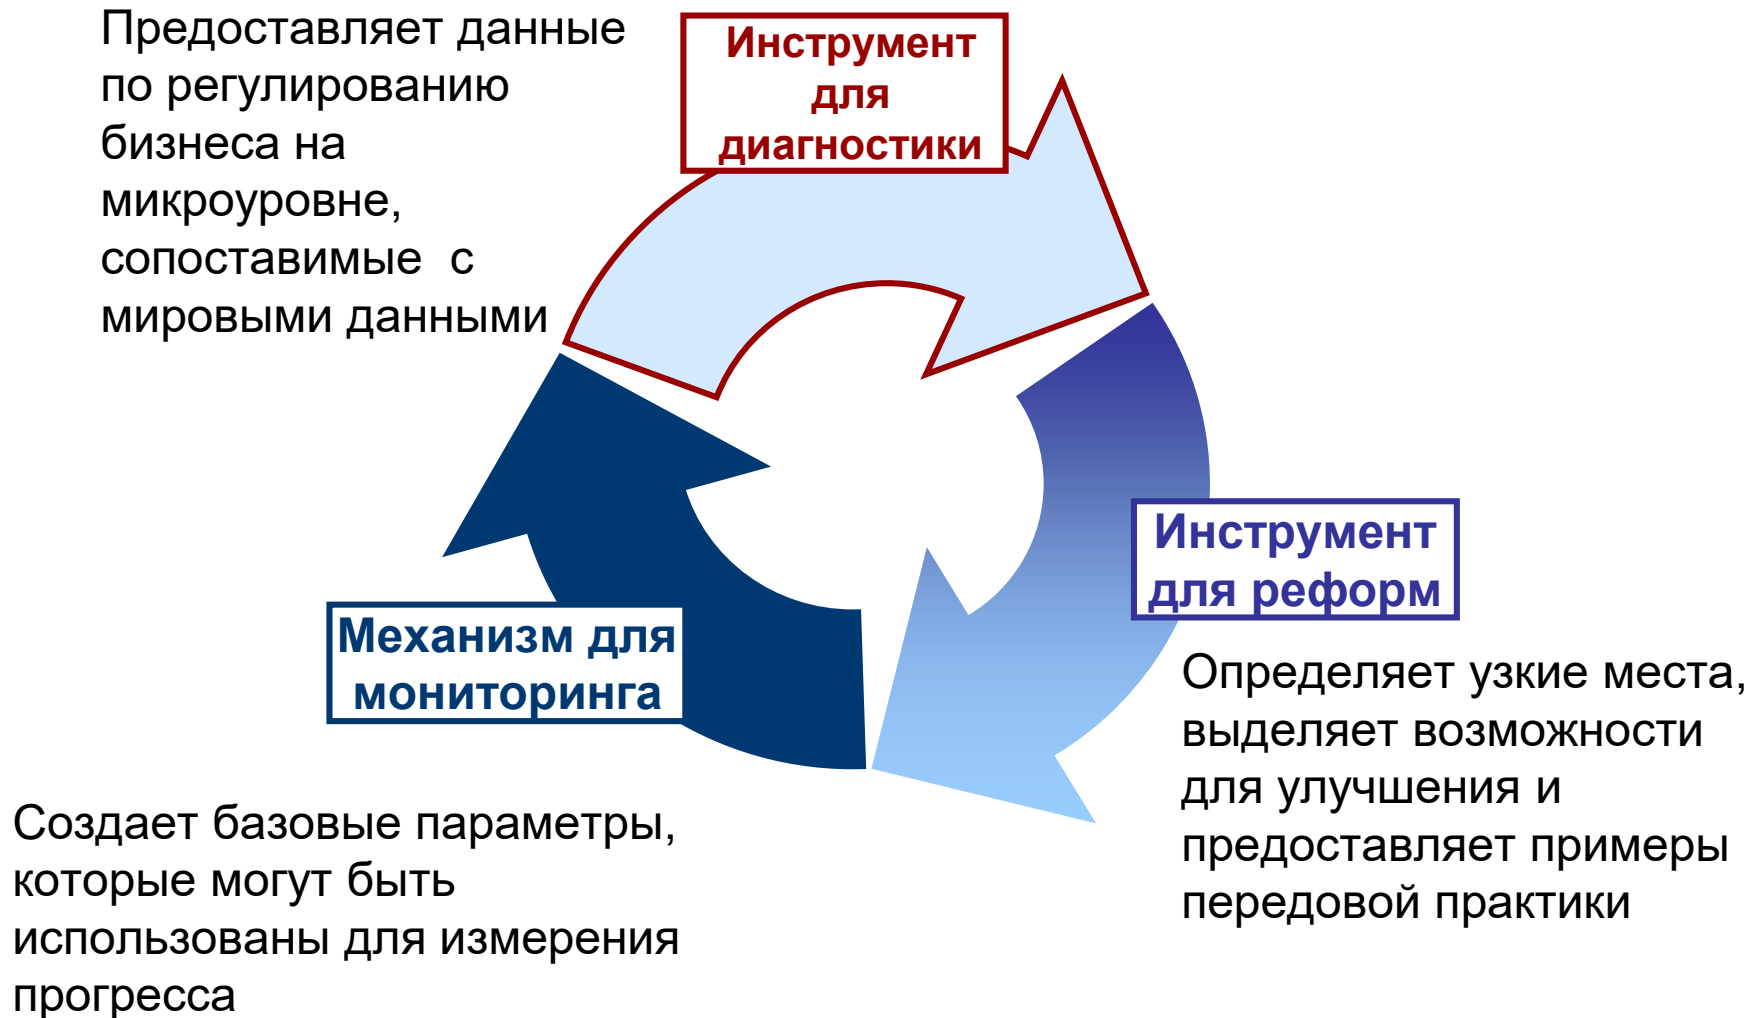 Предоставляет данные
по регулированию
бизнеса на
микроуровне,
сопоставимые с
мировыми данными
Инструмент
для
диагностики
Инструмент
для реформ
Определяет узкие места,
выделяет возможности
для улучшения и
предоставляет примеры
передовой практики
Механизм для
мониторинга
Создает базовые параметры,
которые могут быть
использованы для измерения
прогресса